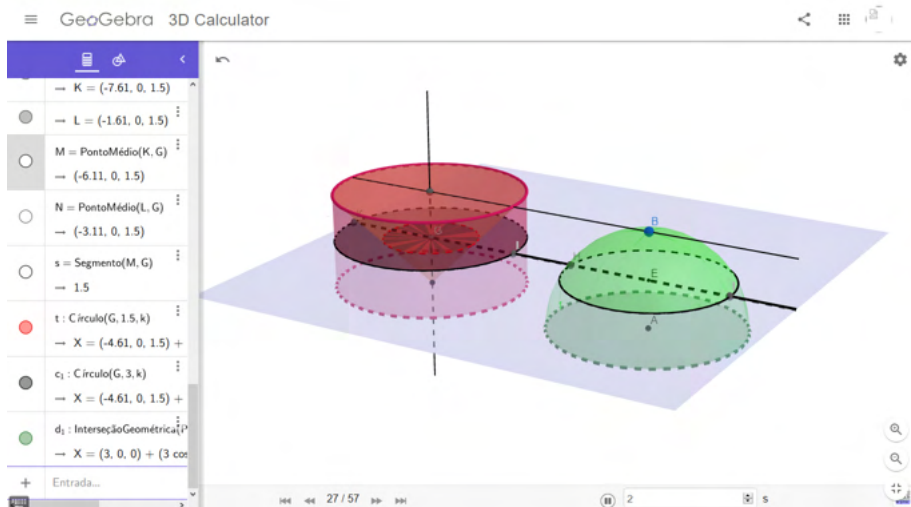 GeoGebra 3D Calculator
→ K = (-7.61, 0, 1.5)
→ L = (-1.61, 0, 1.5)
M = PontoMédio(K, G)
→ (-6.11, 0, 1.5)
N = PontoMédio(L, G)
→ (-3.11, 0, 1.5)
s = Segmento(M, G)
→ 1.5
t : Círculo(G, 1.5, k)
→ X = (-4.61, 0, 1.5) +
c₁ : Círculo(G, 3, k)
→ X = (-4.61, 0, 1.5) +
d₁ : InterseçãoGeométrica(P
→ X = (3, 0, 0) + (3 cos
Entrada...
B
E
A
27 / 57
2 s